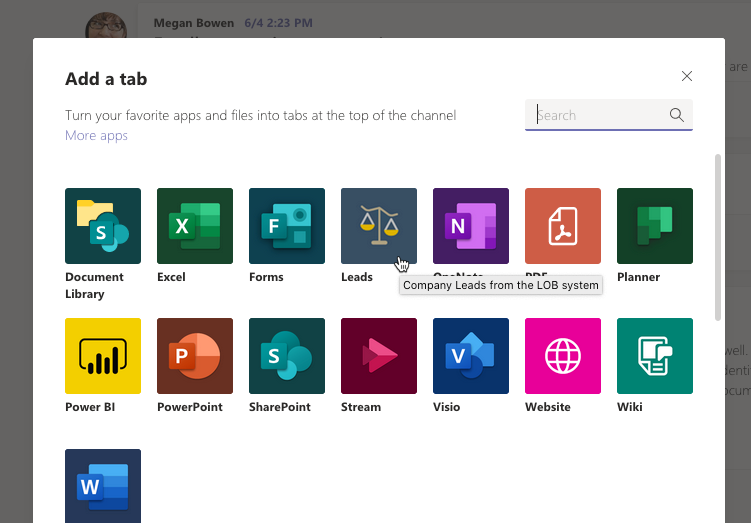 Megan Bowen 6/4 2:23 PM
are
Add a tab
Turn your favorite apps and files into tabs at the top of the channel
Search
More apps
S
X
F
N
Document Library
Excel
Forms
Leads
PDF
Planner
Company Leads from the LOB system
P
S
V
Power BI
PowerPoint
SharePoint
Stream
Visio
Website
Wiki
well.
W